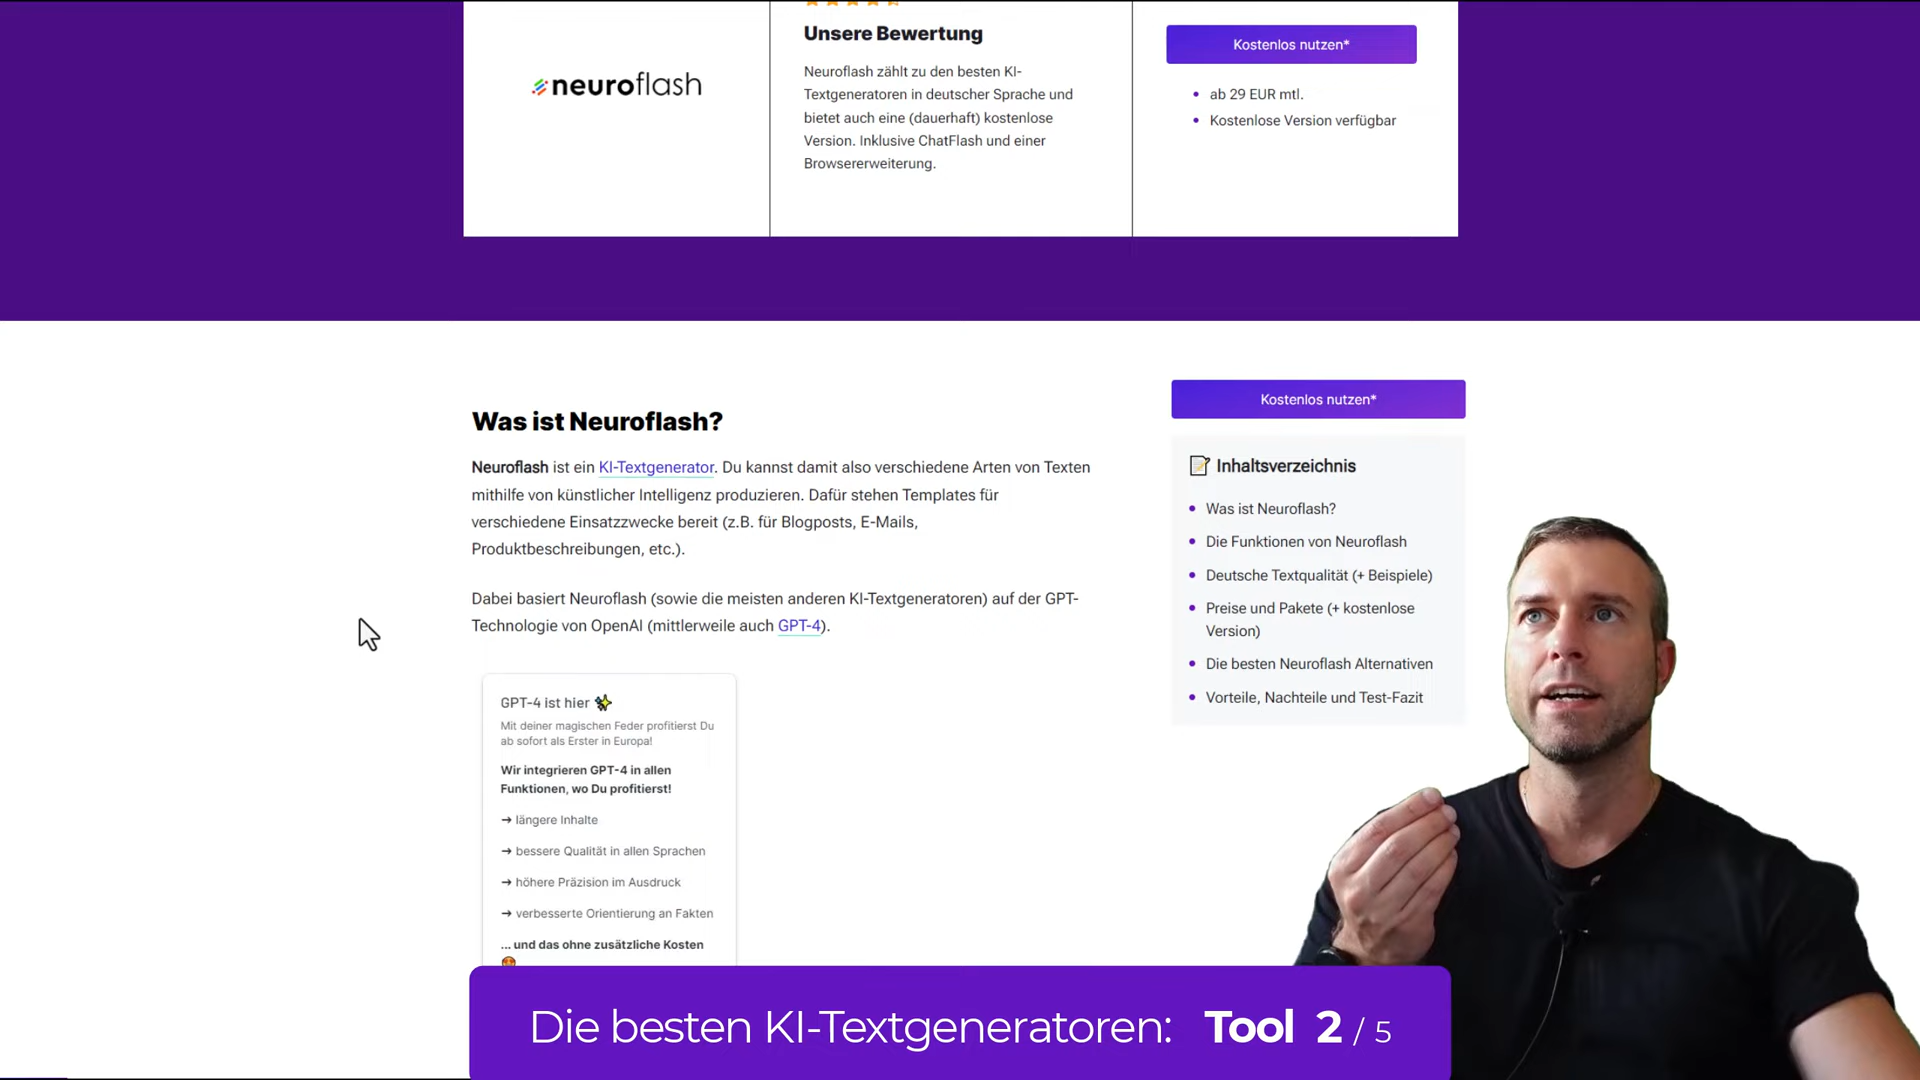 neuroflash
Unsere Bewertung
Neuroflash zählt zu den besten KI-
Textgeneratoren in deutscher Sprache und
bietet auch eine (dauerhaft) kostenlose
Version. Inklusive ChatFlash und einer
Browsererweiterung.
Kostenlos nutzen*
• ab 29 EUR mtl.
• Kostenlose Version verfügbar
Was ist Neuroflash?
Neuroflash ist ein KI-Textgenerator. Du kannst damit also verschiedene Arten von Texten
mithilfe von künstlicher Intelligenz produzieren. Dafür stehen Templates für
verschiedene Einsatzzwecke bereit (z.B. für Blogposts, E-Mails,
Produktbeschreibungen, etc.).
Dabei basiert Neuroflash (sowie die meisten anderen KI-Textgeneratoren) auf der GPT-
Technologie von OpenAI (mittlerweile auch GPT-4).
GPT-4 ist hier ✨
Mit deiner magischen Feder profitierst Du
ab sofort als Erster in Europa!
Wir integrieren GPT-4 in allen
Funktionen, wo Du profitierst!
→ längere Inhalte
→ bessere Qualität in allen Sprachen
→ höhere Präzision im Ausdruck
→ verbesserte Orientierung an Fakten
... und das ohne zusätzliche Kosten
Kostenlos nutzen*
📝 Inhaltsverzeichnis
• Was ist Neuroflash?
• Die Funktionen von Neuroflash
• Deutsche Textqualität (+ Beispiele)
• Preise und Pakete (+ kostenlose
Version)
• Die besten Neuroflash Alternativen
• Vorteile, Nachteile und Test-Fazit
Die besten KI-Textgeneratoren: Tool 2 / 5